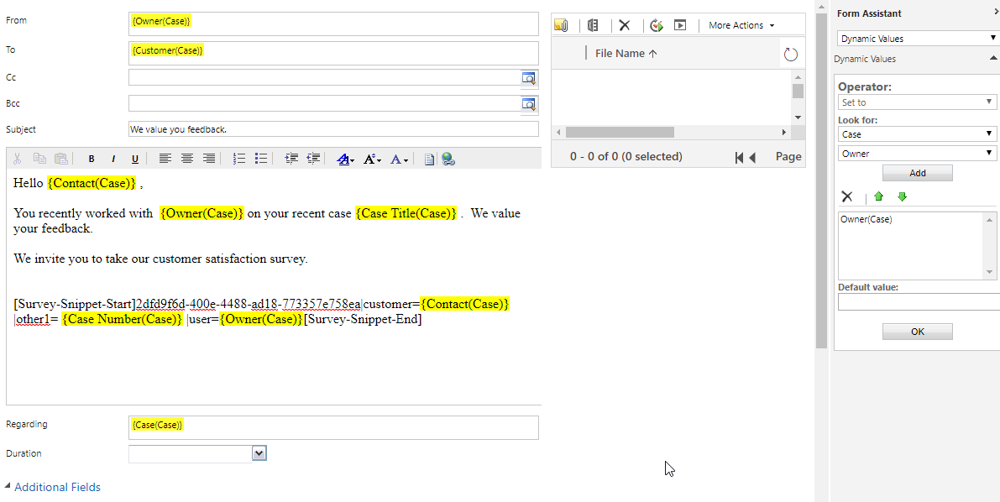 From
{Owner(Case)}
To
{Customer(Case)}
Cc
Bcc
Subject
We value you feedback.
B I U
A A A
Hello {Contact(Case)} ,
You recently worked with {Owner(Case)} on your recent case {Case Title(Case)} . We value
your feedback.
We invite you to take our customer satisfaction survey.
[Survey-Snippet-Start]2dfd9f6d-400e-4488-ad18-773357e758ea|customer={Contact(Case)}
|other1= {Case Number(Case)} |user={Owner(Case)}[Survey-Snippet-End]
Regarding
{Case(Case)}
Duration
Additional Fields
More Actions
File Name
0 - 0 of 0 (0 selected)
Page
Form Assistant
Dynamic Values
Dynamic Values
Operator:
Set to
Look for:
Case
Owner
Add
Owner(Case)
Default value:
OK